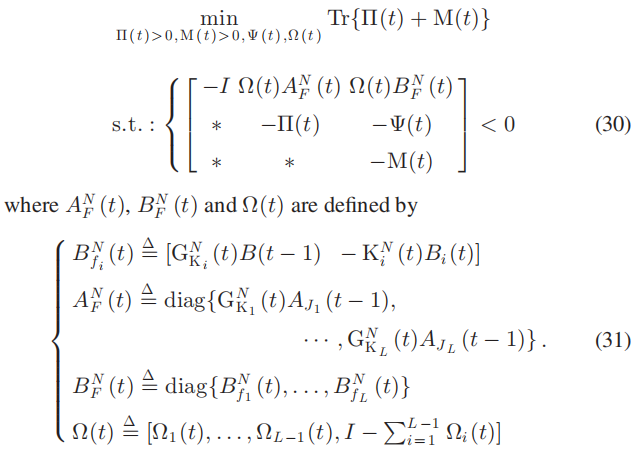 min Tr{Π(t) + M(t)}
Π(t)>0,M(t)>0,Ψ(t),Ω(t)
s.t. : { [ −I Ω(t)A_F^N(t) Ω(t)B_F^N(t)
∗ −Π(t) −Ψ(t)
∗ ∗ −M(t) ] < 0 (30)
where A_F^N(t), B_F^N(t) and Ω(t) are defined by
B_{f_i}^N(t) ≜ [G_{K_i}^N(t)B(t − 1) −K_i^N(t)B_i(t)]
A_F^N(t) ≜ diag{G_{K_1}^N(t)A_{J_1}(t − 1),
⋯ , G_{K_L}^N(t)A_{J_L}(t − 1)}. (31)
B_F^N(t) ≜ diag{B_{f_1}^N(t), . . . , B_{f_L}^N(t)}
Ω(t) ≜ [Ω_1(t), . . . , Ω_{L−1}(t), I − ∑_{i=1}^{L−1} Ω_i(t)]